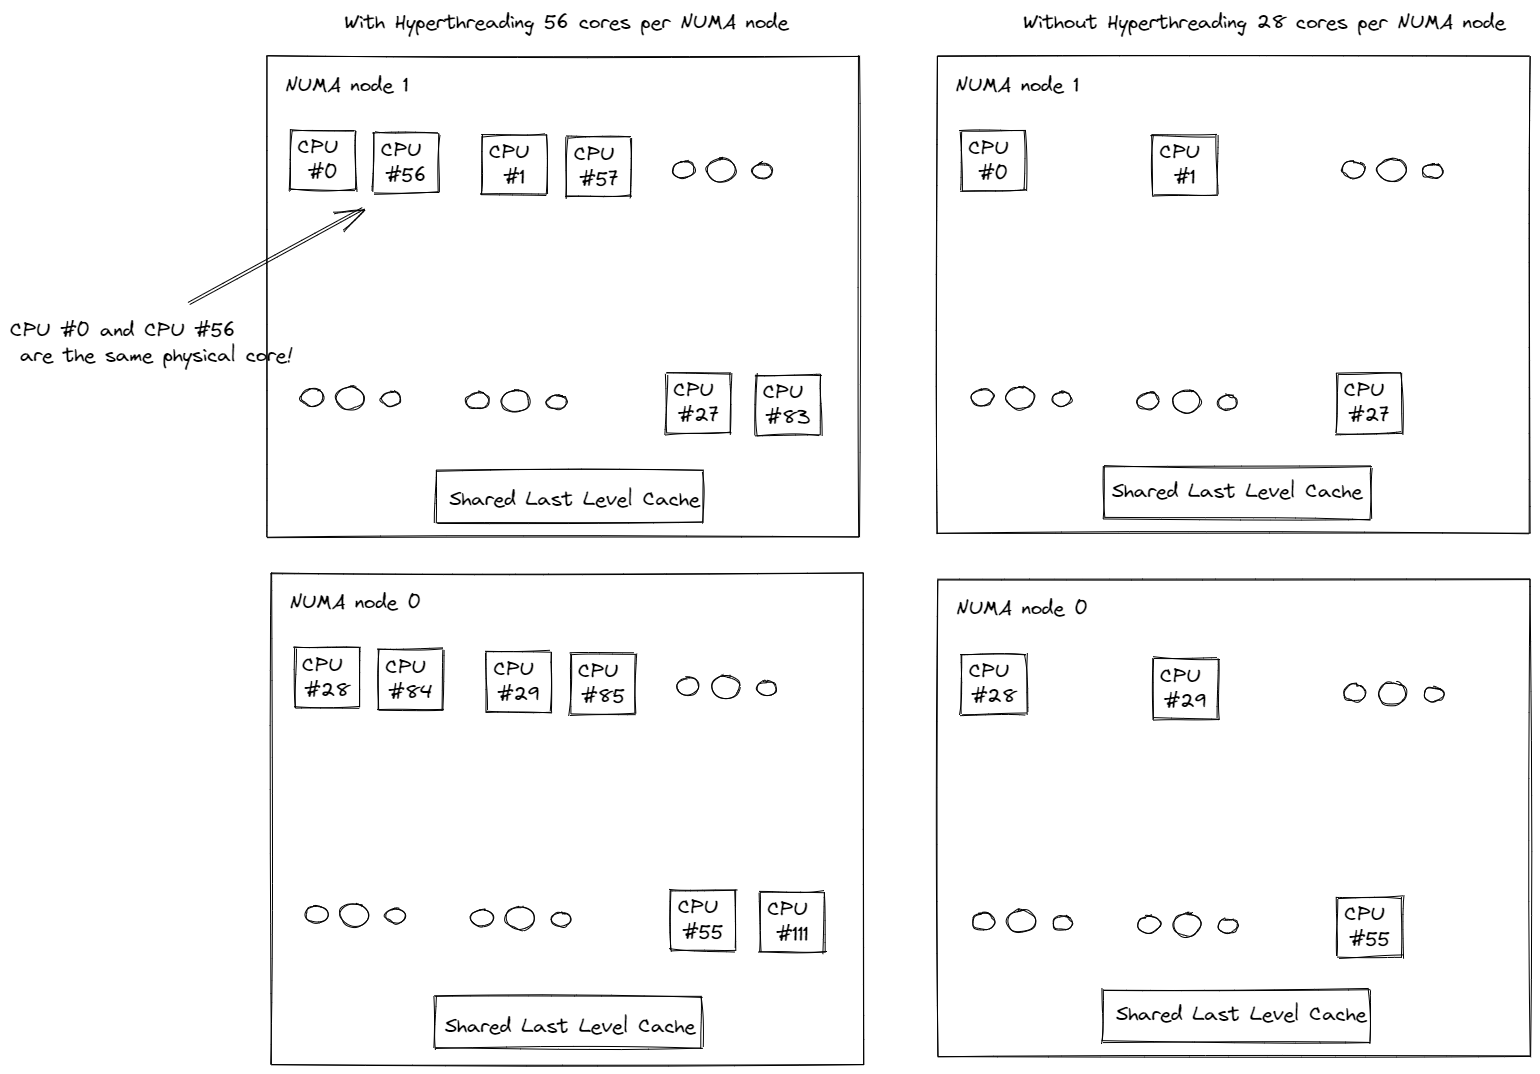 With Hyperthreading 56 cores per NUMA node
Without Hyperthreading 28 cores per NUMA node
NUMA node 1
CPU
#0
CPU
#56
CPU
#1
CPU
#57
CPU #0 and CPU #56
are the same physical core!
CPU
#27
CPU
#83
Shared Last Level Cache
NUMA node 1
CPU
#0
CPU
#1
CPU
#27
Shared Last Level Cache
NUMA node 0
CPU
#28
CPU
#84
CPU
#29
CPU
#85
CPU
#55
CPU
#111
Shared Last Level Cache
NUMA node 0
CPU
#28
CPU
#29
CPU
#55
Shared Last Level Cache